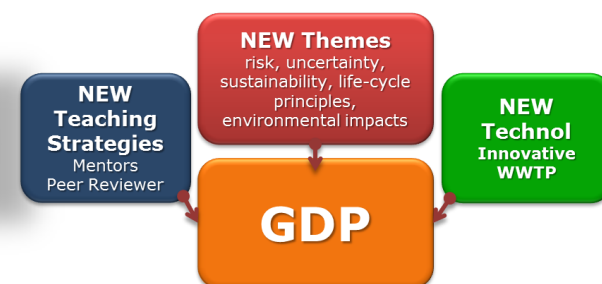 NEW
Teaching
Strategies
Mentors
Peer Reviewer
NEW Themes
risk, uncertainty,
sustainability, life-cycle
principles,
environmental impacts
NEW
Technol
Innovative
WWTP
GDP